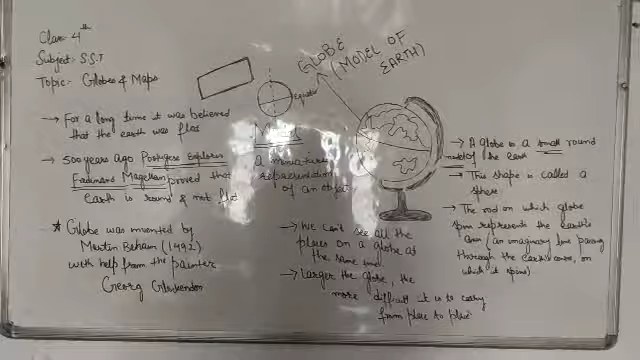 Class: 4th
Subject: S.S.T
Topic: Globes & Maps
GLOBE
(MODEL OF
EARTH)
Equator
→ For a long time it was believed
that the earth was flat
→ 500 years ago Portugese Explorer
Ferdinand Magellan proved that
earth is round & not flat
* Globe was invented by
Martin Behaim (1492)
with help from the painter
Georg Glockendon
Model
A miniature
representation
of an object
→ We can't see all the
places on a globe at
the same time.
→ Larger the globe, the
more difficult it is to carry
from place to place
→ A globe is a small round
model of the earth
→ This shape is called a
sphere
→ The rod on which globe
spin represents the earth's
axis (an imaginary line passing
through the earth's centre, on
which it spins)